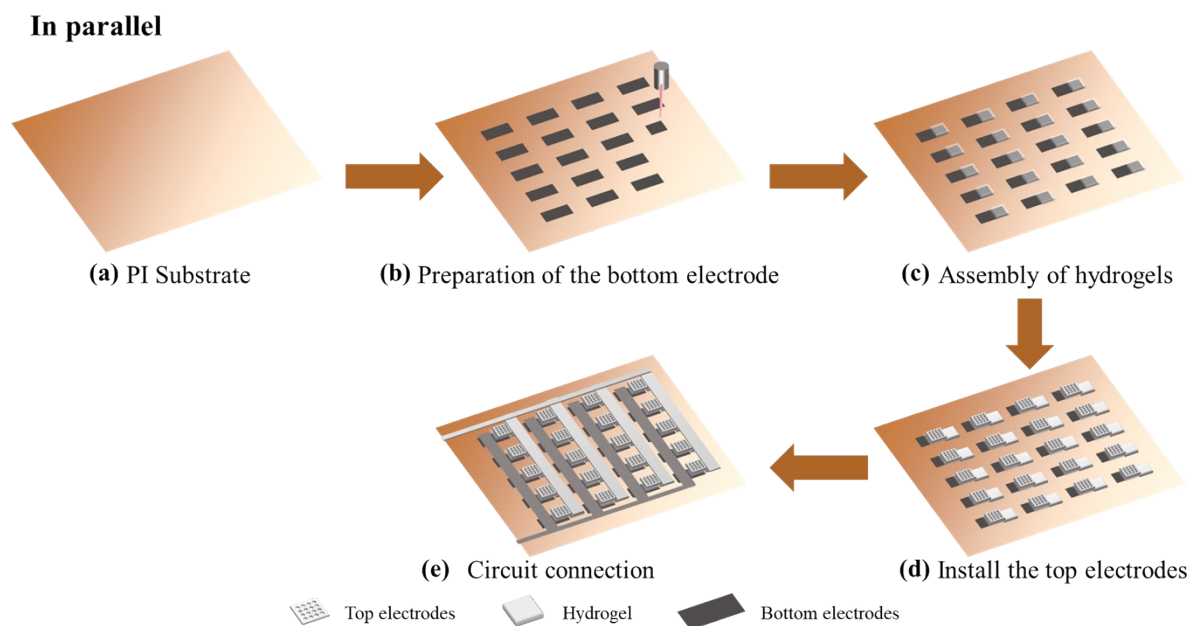 In parallel
(a) PI Substrate
(b) Preparation of the bottom electrode
(c) Assembly of hydrogels
(e) Circuit connection
(d) Install the top electrodes
Top electrodes
Hydrogel
Bottom electrodes